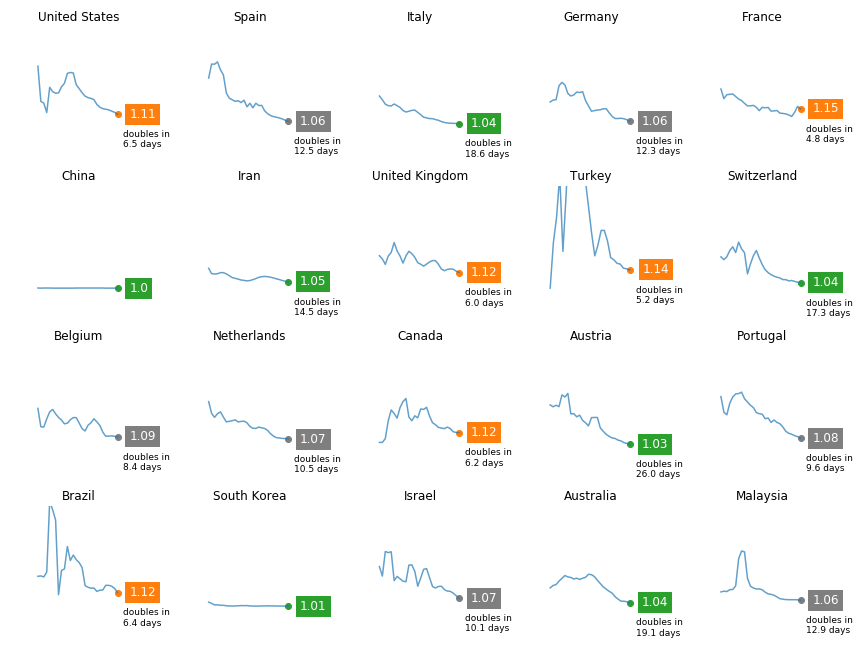 United States
1.11
doubles in
6.5 days
Spain
1.06
doubles in
12.5 days
Italy
1.04
doubles in
18.6 days
Germany
1.06
doubles in
12.3 days
France
1.15
doubles in
4.8 days
China
1.0
Iran
1.05
doubles in
14.5 days
United Kingdom
1.12
doubles in
6.0 days
Turkey
1.14
doubles in
5.2 days
Switzerland
1.04
doubles in
17.3 days
Belgium
1.09
doubles in
8.4 days
Netherlands
1.07
doubles in
10.5 days
Canada
1.12
doubles in
6.2 days
Austria
1.03
doubles in
26.0 days
Portugal
1.08
doubles in
9.6 days
Brazil
1.12
doubles in
6.4 days
South Korea
1.01
Israel
1.07
doubles in
10.1 days
Australia
1.04
doubles in
19.1 days
Malaysia
1.06
doubles in
12.9 days